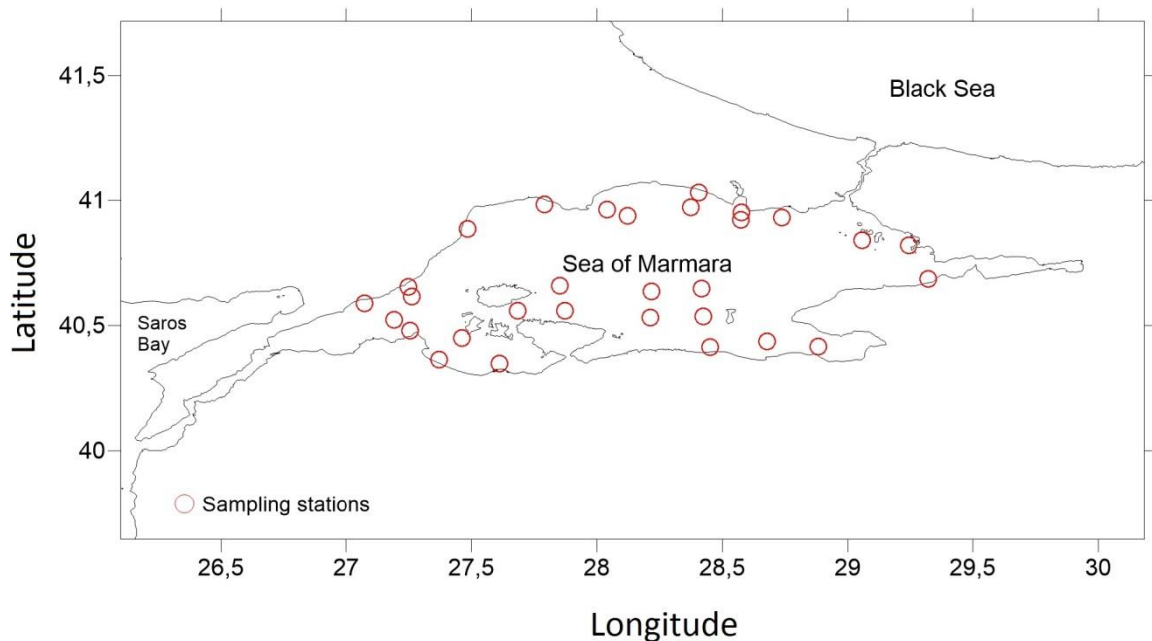 41,5
Black Sea
41
Latitude
Sea of Marmara
40,5
Saros
Bay
40
Sampling stations
26,5 27 27,5 28 28,5 29 29,5 30
Longitude